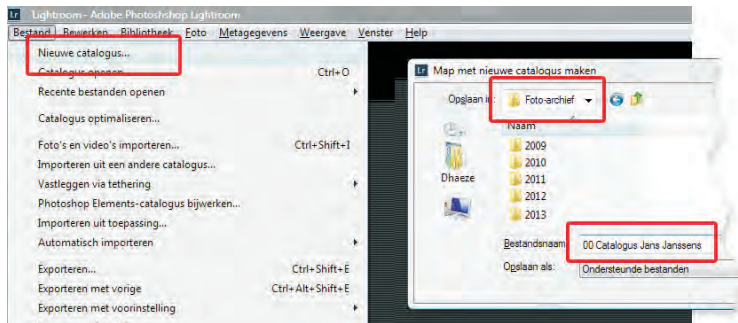 Lr Lightroom - Adobe Photoshshop Lightroom
Bestand Bewerken Bibliotheek Foto Metagegevens Weergave Venster Help
Nieuwe catalogus...
Catalogus openen... Ctrl+O
Recente bestanden openen
Catalogus optimaliseren...
Foto's en video's importeren... Ctrl+Shift+I
Importeren uit een andere catalogus...
Vastleggen via tethering
Photoshop Elements-catalogus bijwerken...
Importeren uit toepassing...
Automatisch importeren
Exporteren... Ctrl+Shift+E
Exporteren met vorige Ctrl+Alt+Shift+E
Exporteren met voorinstelling
Lr Map met nieuwe catalogus maken
Opslaan in: Foto-archief
Naam
2009
2010
2011
2012
2013
Dhaeze
Bestandsnaam 00 Catalogus Jans Janssens
Opslaan als: Ondersteunde bestanden